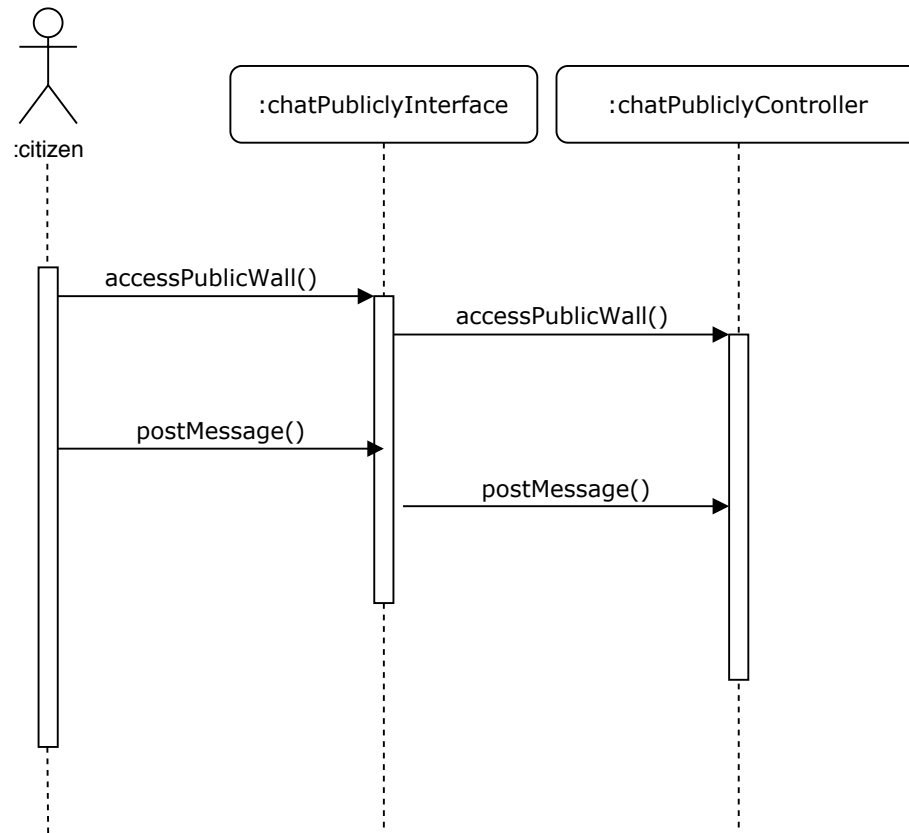 :citizen
:chatPubliclyInterface
:chatPubliclyController
accessPublicWall()
accessPublicWall()
postMessage()
postMessage()